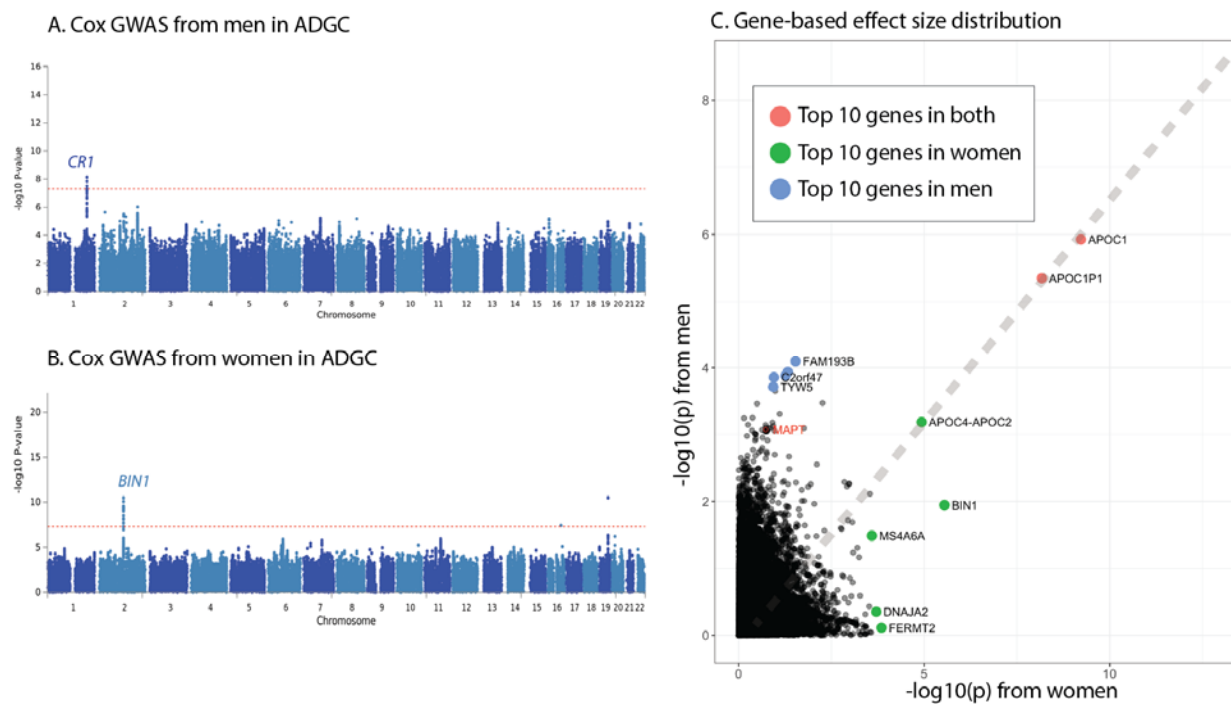 A. Cox GWAS from men in ADGC
16
14
12
10
8
6
4
2
0
-log10 P-value
CR1
1 2 3 4 5 6 7 8 9 10 11 12 13 14 15 16 17 18 19 20 21 22
Chromosome
B. Cox GWAS from women in ADGC
20
15
10
5
0
-log10 P-value
BIN1
1 2 3 4 5 6 7 8 9 10 11 12 13 14 15 16 17 18 19 20 21 22
Chromosome
C. Gene-based effect size distribution
Top 10 genes in both
Top 10 genes in women
Top 10 genes in men
8
6
4
2
0
-log10(p) from men
APOC1
APOC1P1
FAM193B
C2orf47
TYW5
MAPT
APOC4-APOC2
BIN1
MS4A6A
DNAJA2
FERMT2
0 5 10
-log10(p) from women